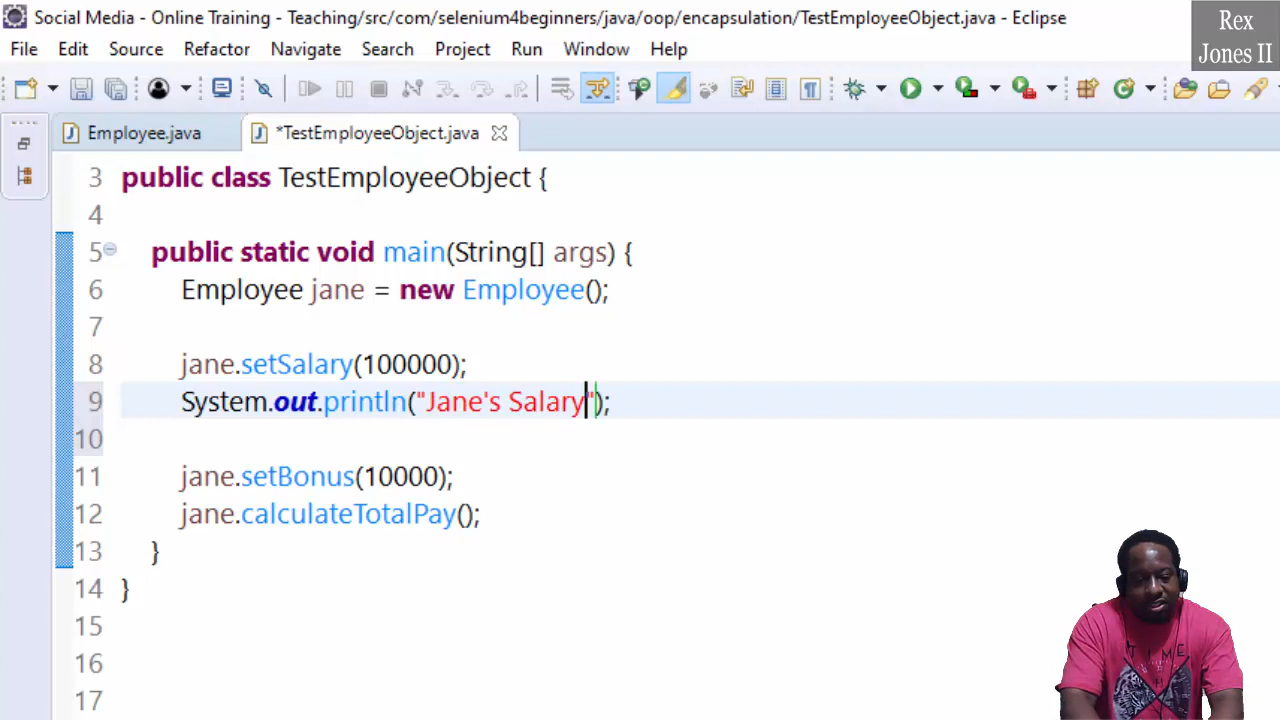 Social Media - Online Training - Teaching/src/com/selenium4beginners/java/oop/encapsulation/TestEmployeeObject.java - Eclipse
Rex
Jones II
File Edit Source Refactor Navigate Search Project Run Window Help
Employee.java *TestEmployeeObject.java
3 public class TestEmployeeObject {
4
5 public static void main(String[] args) {
6 Employee jane = new Employee();
7
8 jane.setSalary(100000);
9 System.out.println("Jane's Salary");
10
11 jane.setBonus(10000);
12 jane.calculateTotalPay();
13 }
14 }
15
16
17
TIME